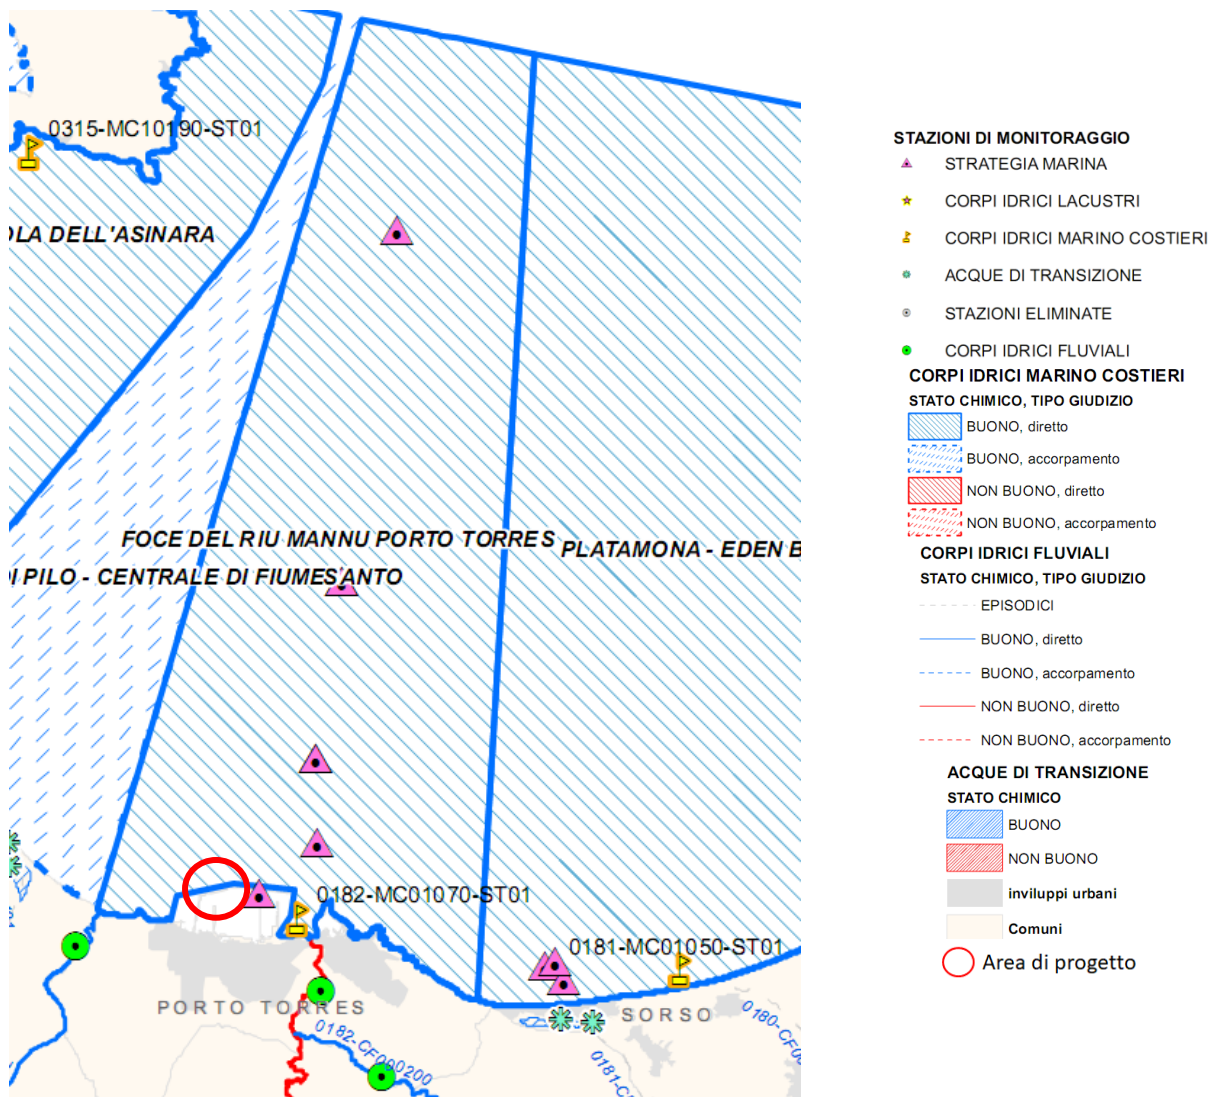 0315-MC10190-ST01
OLA DELL'ASINARA
FOCE DEL RIU MANNU PORTO TORRES
PLATAMONA - EDEN B
I PILO - CENTRALE DI FIUMESANTO
0182-MC01070-ST01
0181-MC01050-ST01
PORTO TORRES
SORSO
0182-CF000200
0181-C
0180-CF0
STAZIONI DI MONITORAGGIO
STRATEGIA MARINA
CORPI IDRICI LACUSTRI
CORPI IDRICI MARINO COSTIERI
ACQUE DI TRANSIZIONE
STAZIONI ELIMINATE
CORPI IDRICI FLUVIALI
CORPI IDRICI MARINO COSTIERI
STATO CHIMICO, TIPO GIUDIZIO
BUONO, diretto
BUONO, accorpamento
NON BUONO, diretto
NON BUONO, accorpamento
CORPI IDRICI FLUVIALI
STATO CHIMICO, TIPO GIUDIZIO
EPISODICI
BUONO, diretto
BUONO, accorpamento
NON BUONO, diretto
NON BUONO, accorpamento
ACQUE DI TRANSIZIONE
STATO CHIMICO
BUONO
NON BUONO
inviluppi urbani
Comuni
Area di progetto